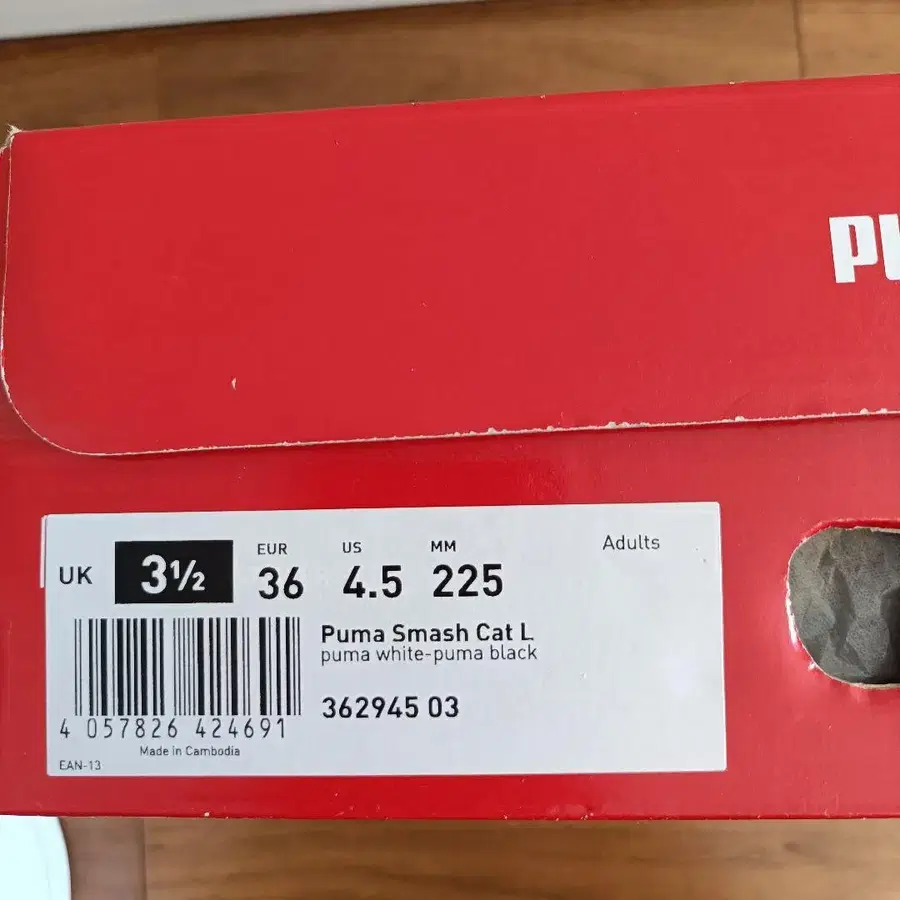 PU
Adults
EUR US MM
UK 3½ 36 4.5 225
Puma Smash Cat L
puma white-puma black
362945 03
4 057826 424691
Made in Cambodia
EAN-13